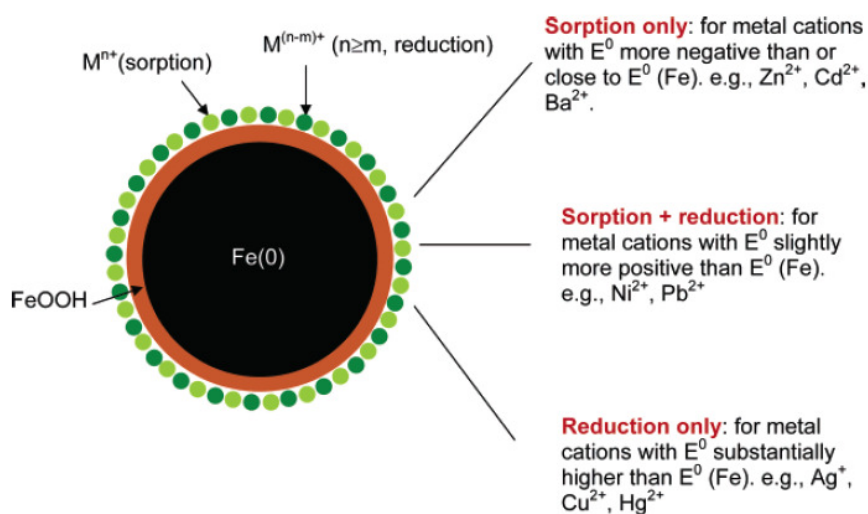 M^(n-m)+ (n≥m, reduction)
M^n+(sorption)
Fe(0)
FeOOH
Sorption only: for metal cations
with E^0 more negative than or
close to E^0 (Fe). e.g., Zn^2+, Cd^2+,
Ba^2+.
Sorption + reduction: for
metal cations with E^0 slightly
more positive than E^0 (Fe).
e.g., Ni^2+, Pb^2+
Reduction only: for metal
cations with E^0 substantially
higher than E^0 (Fe). e.g., Ag^+,
Cu^2+, Hg^2+